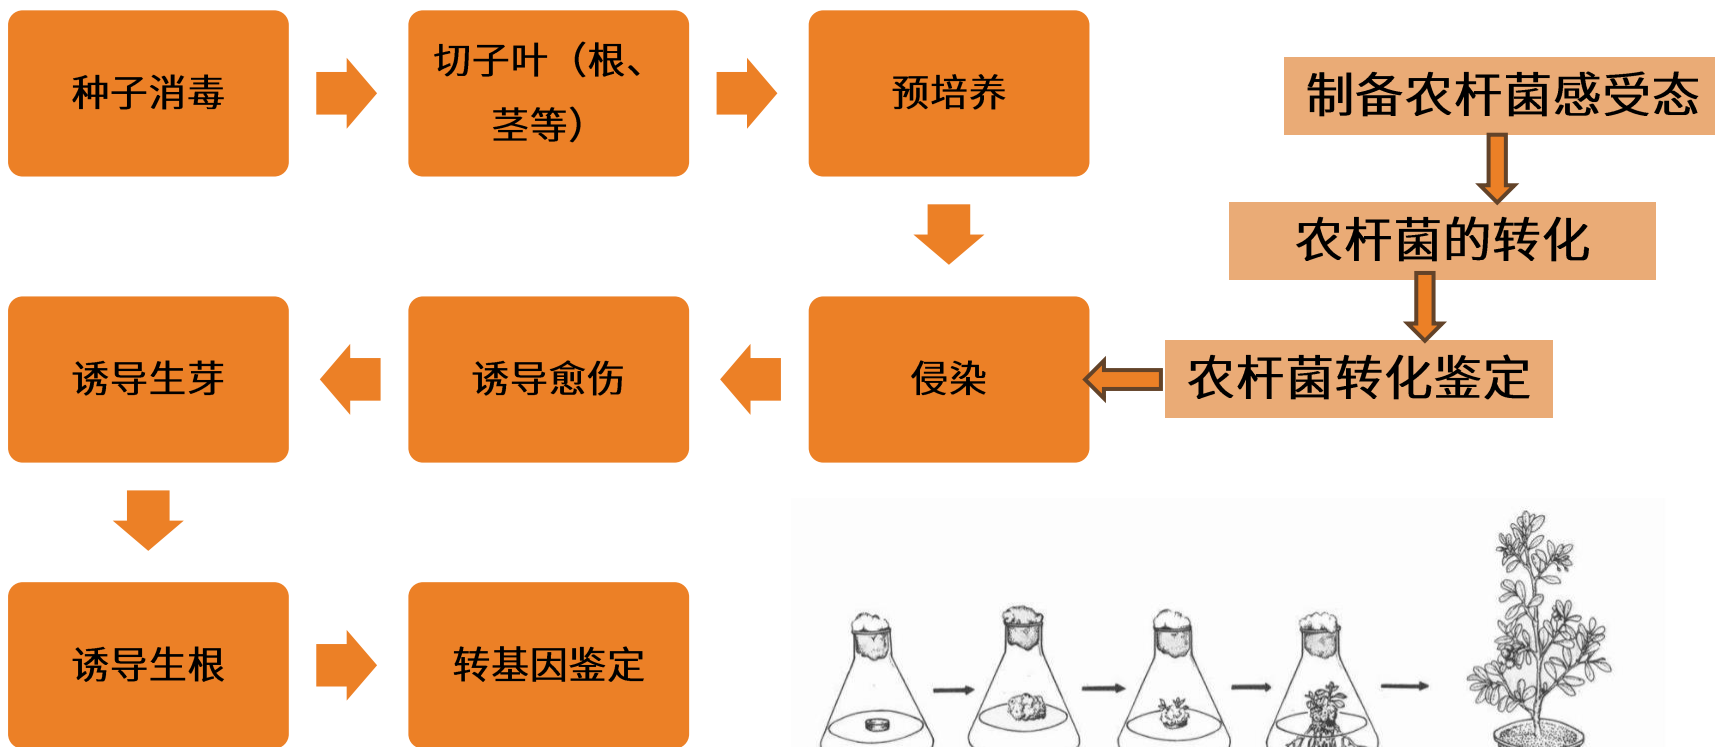 种子消毒
切子叶（根、
茎等）
预培养
制备农杆菌感受态
农杆菌的转化
农杆菌转化鉴定
侵染
诱导愈伤
诱导生芽
诱导生根
转基因鉴定